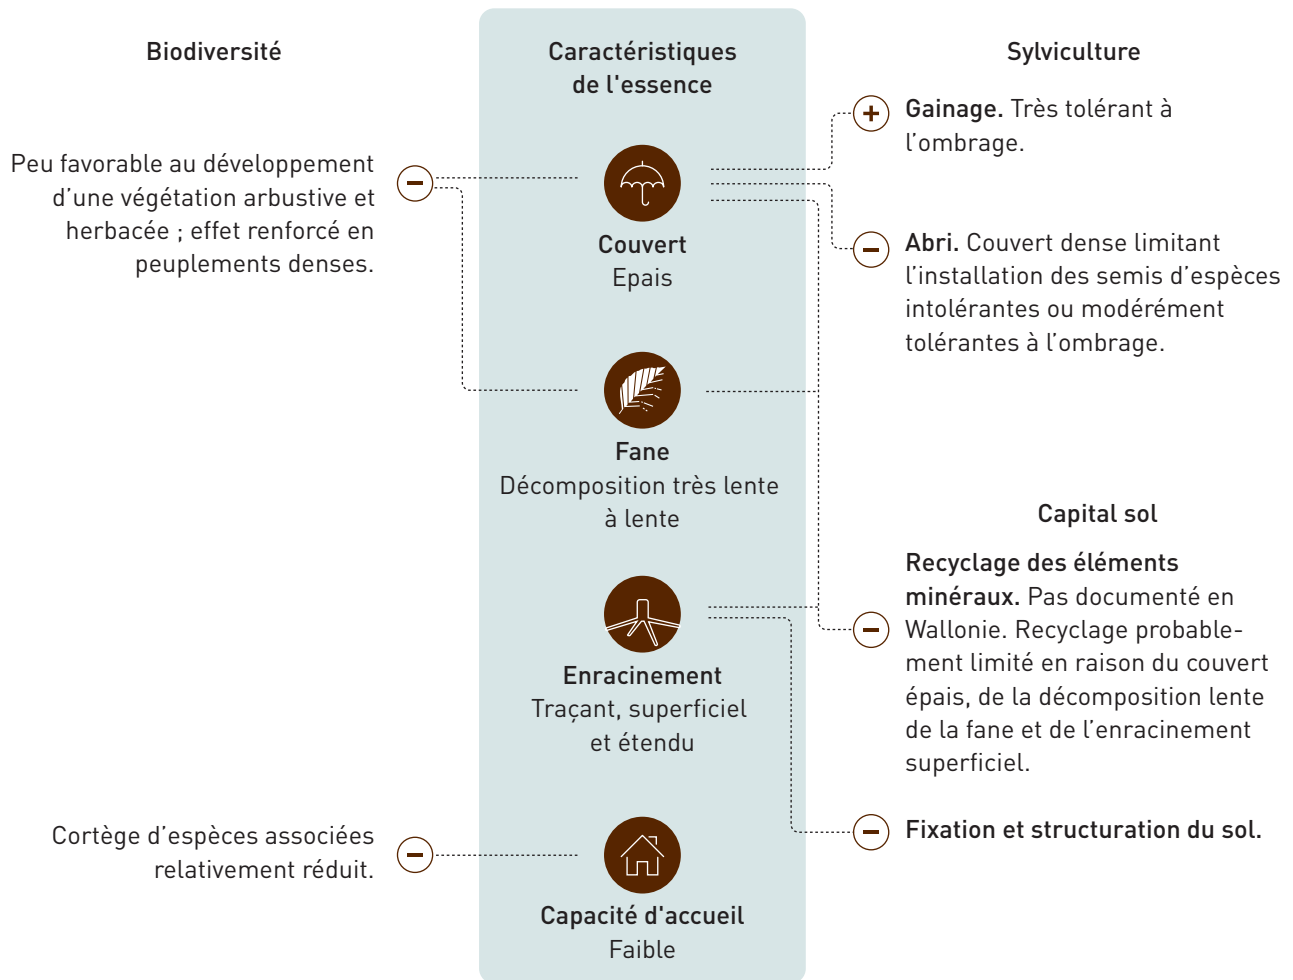 Biodiversité
Peu favorable au développement
d'une végétation arbustive et
herbacée ; effet renforcé en
peuplements denses.
Cortège d'espèces associées
relativement réduit.
Caractéristiques
de l'essence
Couvert
Epais
Fane
Décomposition très lente
à lente
Enracinement
Traçant, superficiel
et étendu
Capacité d'accueil
Faible
Sylviculture
Gainage. Très tolérant à
l'ombrage.
Abri. Couvert dense limitant
l'installation des semis d'espèces
intolérantes ou modérément
tolérantes à l'ombrage.
Capital sol
Recyclage des éléments
minéraux. Pas documenté en
Wallonie. Recyclage probable-
ment limité en raison du couvert
épais, de la décomposition lente
de la fane et de l'enracinement
superficiel.
Fixation et structuration du sol.